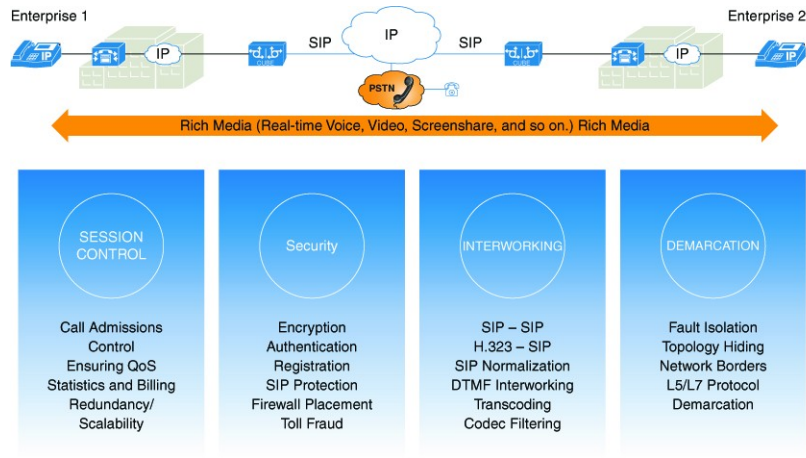 Enterprise 1
Enterprise 2
IP
IP
CUBE
SIP
IP
SIP
CUBE
IP
IP
PSTN
Rich Media (Real-time Voice, Video, Screenshare, and so on.) Rich Media
SESSION
CONTROL
Call Admissions
Control
Ensuring QoS
Statistics and Billing
Redundancy/
Scalability
Security
Encryption
Authentication
Registration
SIP Protection
Firewall Placement
Toll Fraud
INTERWORKING
SIP – SIP
H.323 – SIP
SIP Normalization
DTMF Interworking
Transcoding
Codec Filtering
DEMARCATION
Fault Isolation
Topology Hiding
Network Borders
L5/L7 Protocol
Demarcation